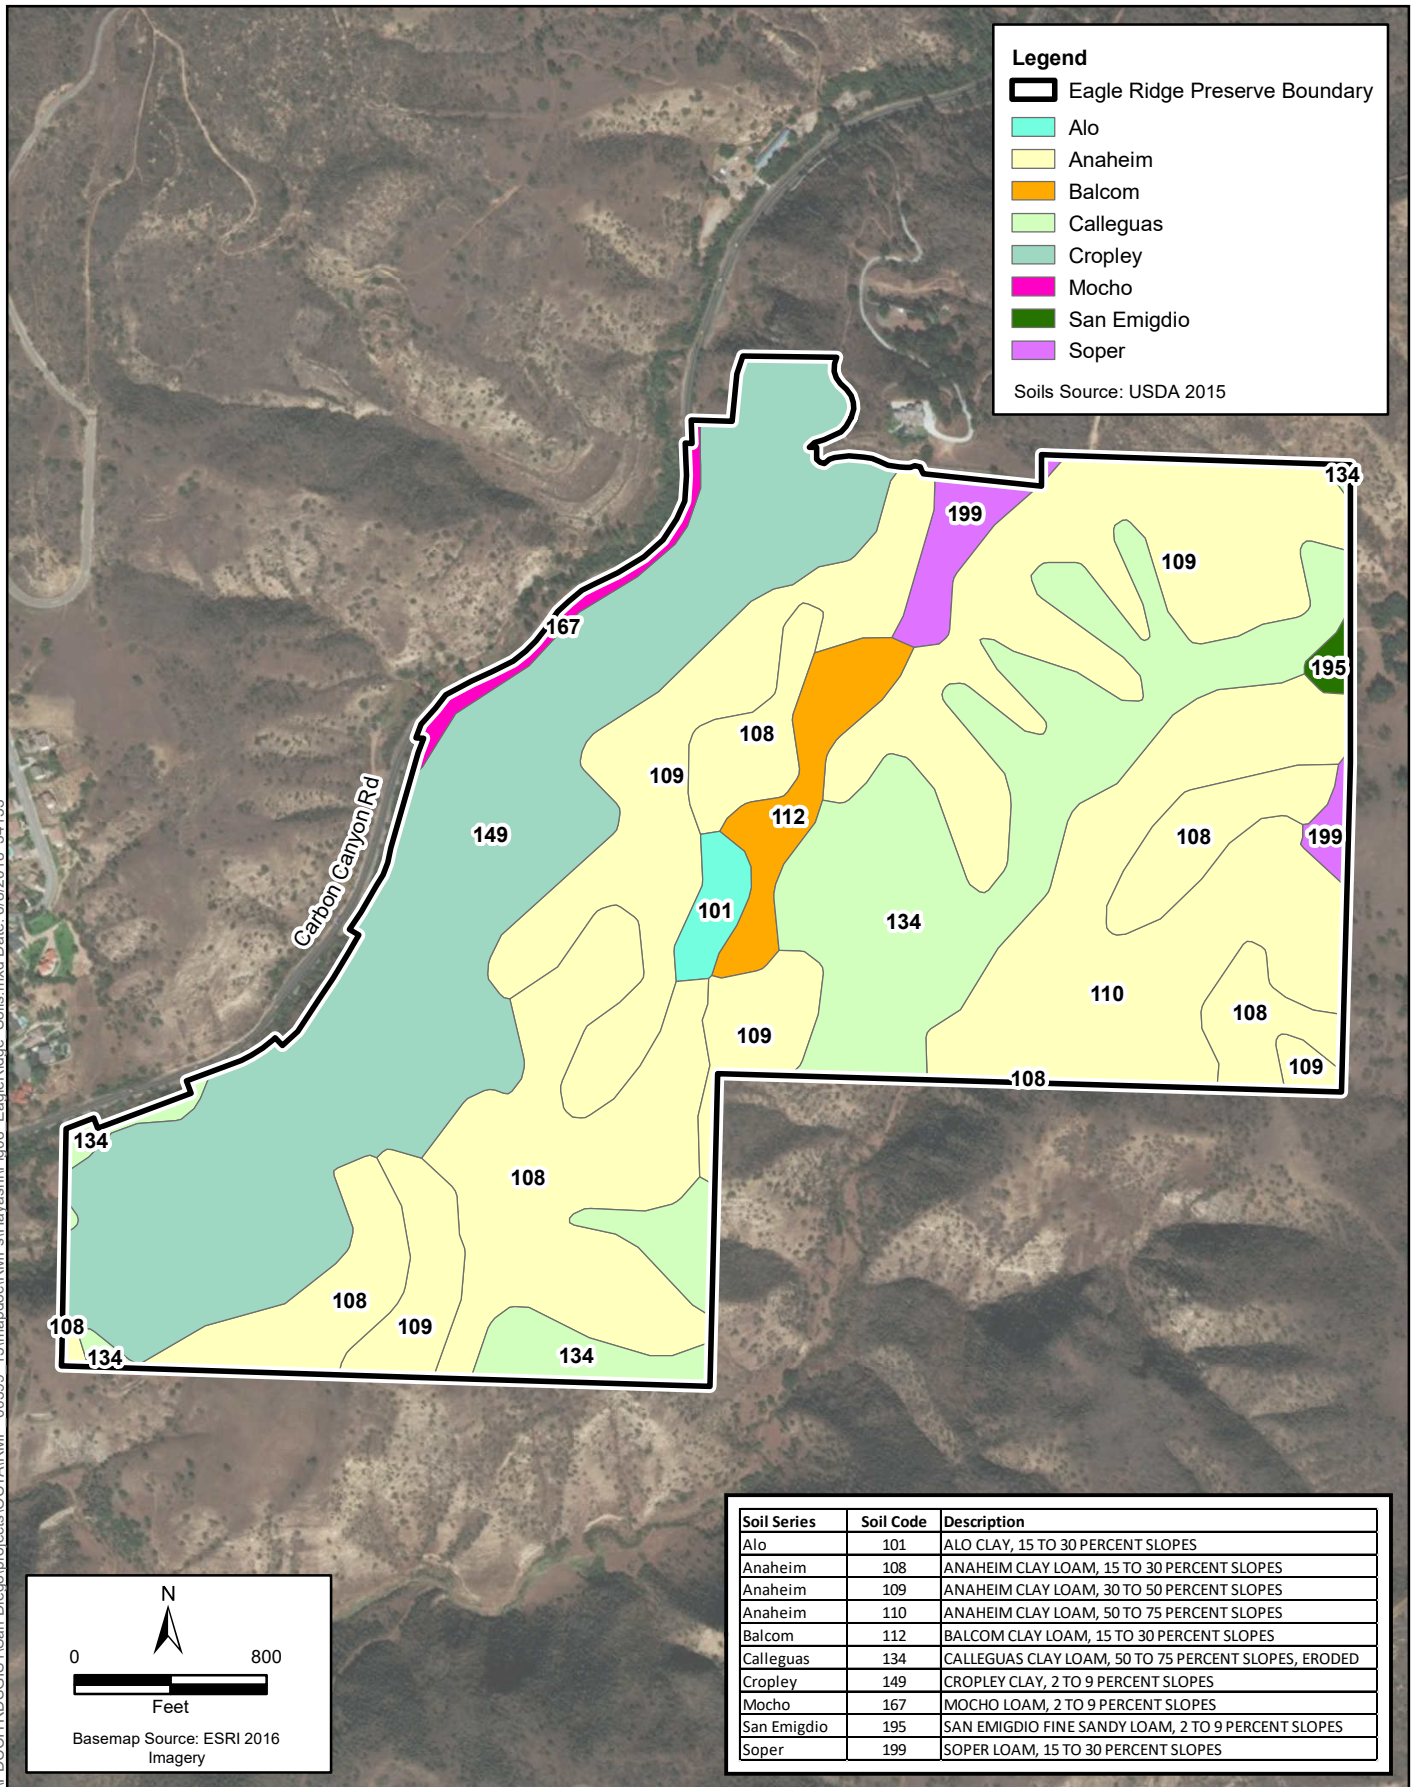 Legend
Eagle Ridge Preserve Boundary
Alo
Anaheim
Balcom
Calleguas
Cropley
Mocho
San Emigdio
Soper
Soils Source: USDA 2015
134
199
109
167
195
108
109
112
108
199
149
101
134
110
108
109
109
108
134
108
108
109
108
134
134
Carbon Canyon Rd
Soil Series Soil Code Description
Alo 101 ALO CLAY, 15 TO 30 PERCENT SLOPES
Anaheim 108 ANAHEIM CLAY LOAM, 15 TO 30 PERCENT SLOPES
Anaheim 109 ANAHEIM CLAY LOAM, 30 TO 50 PERCENT SLOPES
Anaheim 110 ANAHEIM CLAY LOAM, 50 TO 75 PERCENT SLOPES
Balcom 112 BALCOM CLAY LOAM, 15 TO 30 PERCENT SLOPES
Calleguas 134 CALLEGUAS CLAY LOAM, 50 TO 75 PERCENT SLOPES, ERODED
Cropley 149 CROPLEY CLAY, 2 TO 9 PERCENT SLOPES
Mocho 167 MOCHO LOAM, 2 TO 9 PERCENT SLOPES
San Emigdio 195 SAN EMIGDIO FINE SANDY LOAM, 2 TO 9 PERCENT SLOPES
Soper 199 SOPER LOAM, 15 TO 30 PERCENT SLOPES
N
0 800
Feet
Basemap Source: ESRI 2016
Imagery